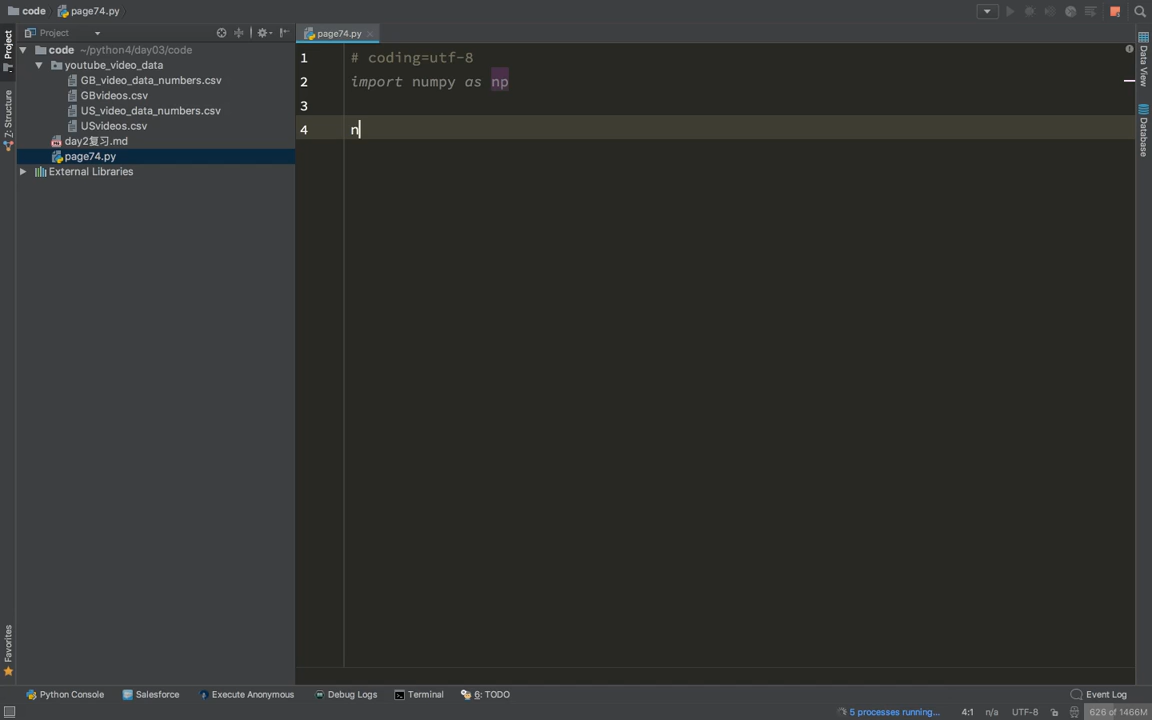 code page74.py
Project
page74.py
code ~/python4/day03/code
youtube_video_data
GB_video_data_numbers.csv
GBvideos.csv
US_video_data_numbers.csv
USvideos.csv
day2复习.md
page74.py
External Libraries
1 # coding=utf-8
2 import numpy as np
3
4 n
Project
Z: Structure
Favorites
Data View
Database
Python Console Salesforce Execute Anonymous Debug Logs Terminal 6: TODO Event Log
5 processes running... 4:1 n/a UTF-8 626 of 1466M